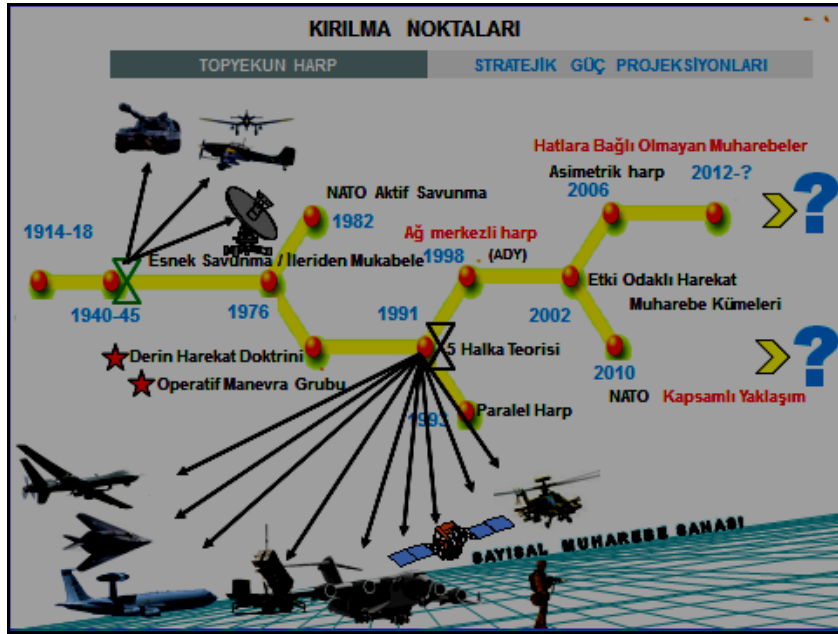 KIRILMA NOKTALARI
TOPYEKUN HARP
STRATEJİK GÜÇ PROJEKSİYONLARI
Hatlara Bağlı Olmayan Muharebeler
Asimetrik harp
2012-?
2006
?
NATO Aktif Savunma
1982
1914-18
Ağ merkezli harp
1998
(ADY)
Esnek Savunma / İleriden Mukabele
Etki Odaklı Harekat
Muharebe Kümeleri
1940-45
1976
1991
2002
Derin Harekat Doktrini
5 Halka Teorisi
?
Operatif Manevra Grubu
2010
NATO Kapsamlı Yaklaşım
1993
Paralel Harp
SAYISAL MUHAREBE SAHASI